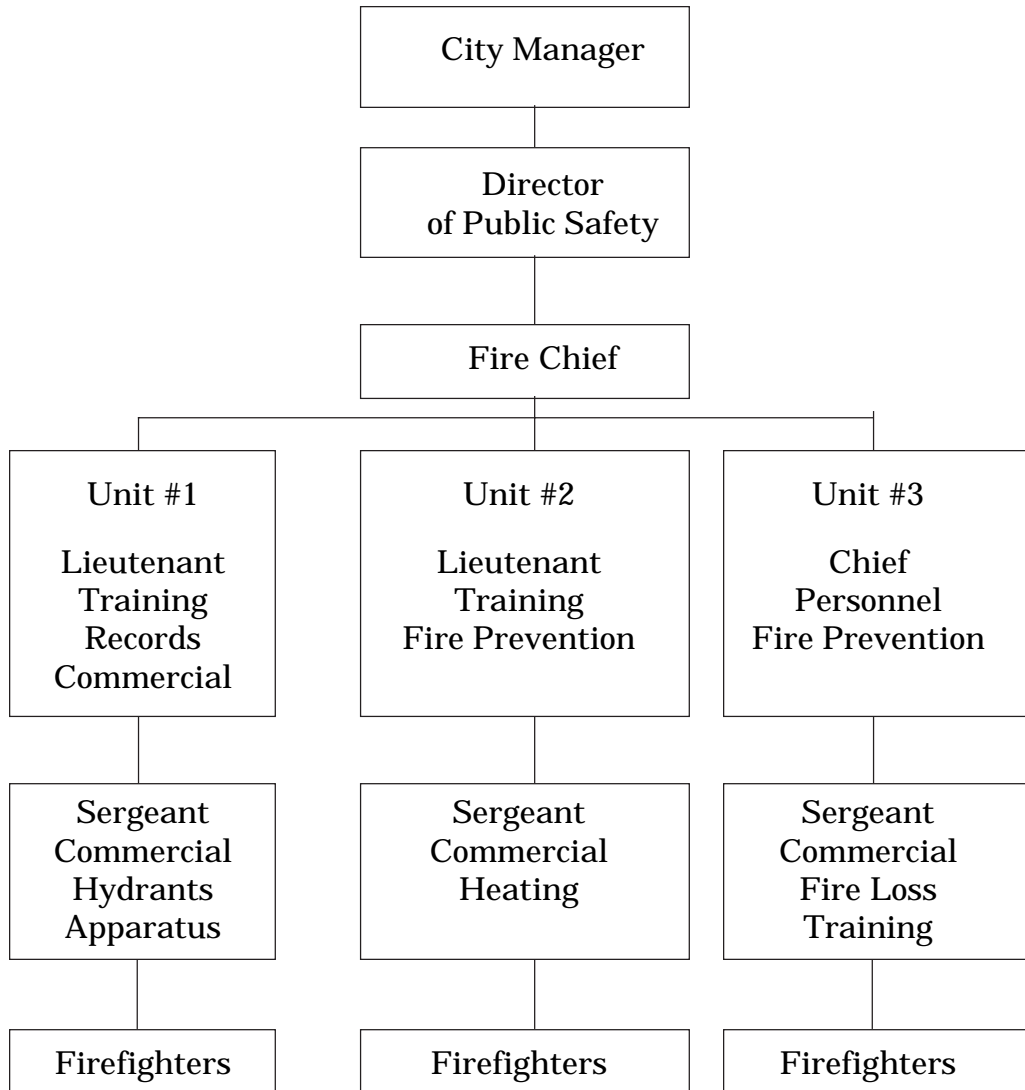 City Manager
Director
of Public Safety
Fire Chief
Unit #1
Lieutenant
Training
Records
Commercial
Unit #2
Lieutenant
Training
Fire Prevention
Unit #3
Chief
Personnel
Fire Prevention
Sergeant
Commercial
Hydrants
Apparatus
Sergeant
Commercial
Heating
Sergeant
Commercial
Fire Loss
Training
Firefighters
Firefighters
Firefighters